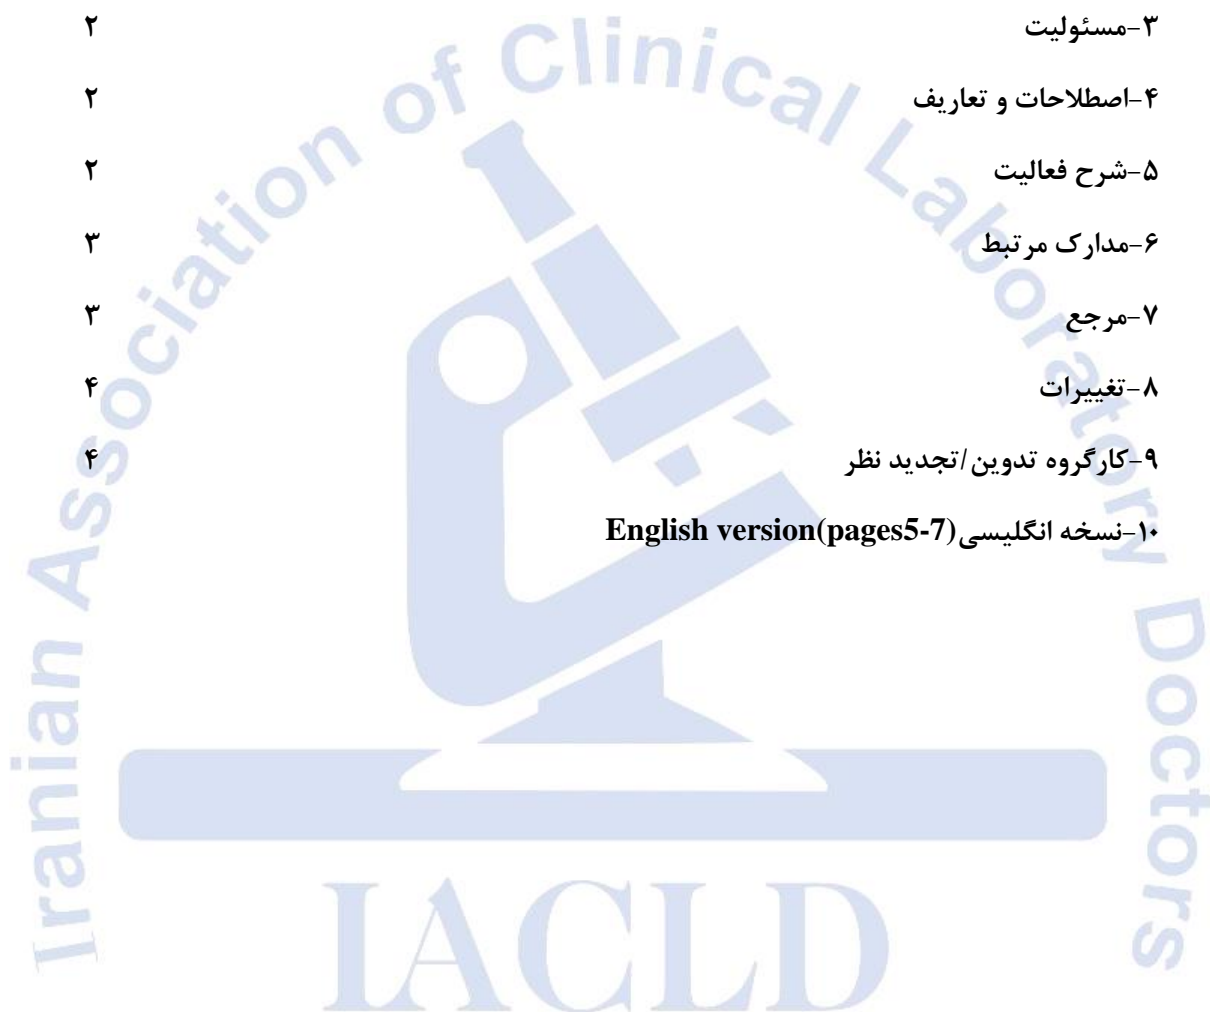 ۳-مسئولیت ۲
۴-اصطلاحات و تعاریف ۲
۵-شرح فعالیت ۲
۶-مدارک مرتبط ۳
۷-مرجع ۳
۸-تغییرات ۴
۹-کارگروه تدوین/تجدید نظر ۴
۱۰-نسخه انگلیسی English version(pages5-7)
Iranian Association of Clinical Laboratory Doctors
IACLD